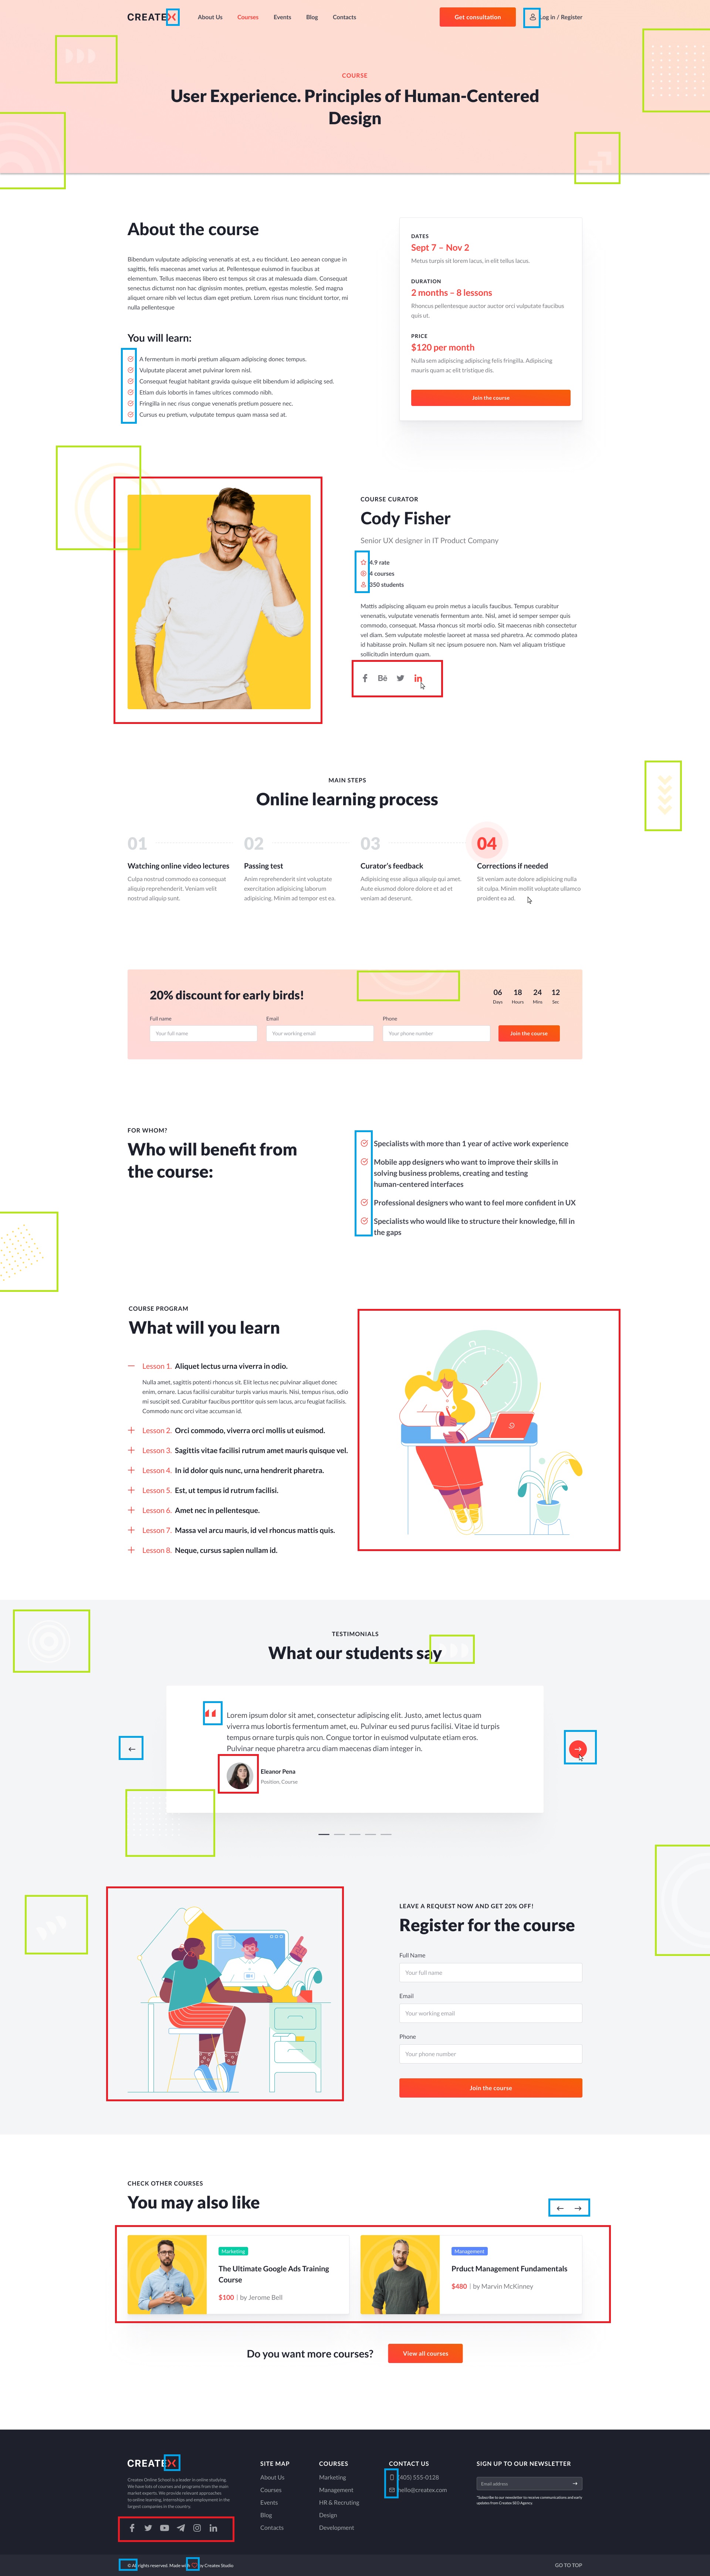 CREATEX
About Us
Courses
Events
Blog
Contacts
Get consultation
Log in / Register
COURSE
User Experience. Principles of Human-Centered
Design
About the course
Bibendum vulputate adipiscing venenatis at est, a eu tincidunt. Leo aenean congue in
sagittis, felis maecenas amet varius at. Pellentesque euismod in faucibus at
elementum. Tellus maecenas libero est tempus sit cras at malesuada diam. Consequat
senectus dictumst non hac dignissim montes, pretium, egestas molestie. Sed magna
aliquet ornare nibh vel lectus diam eget pretium. Lorem risus nunc tincidunt tortor, mi
nulla pellentesque
You will learn:
A fermentum in morbi pretium aliquam adipiscing donec tempus.
Vulputate placerat amet pulvinar lorem nisl.
Consequat feugiat habitant gravida quisque elit bibendum id adipiscing sed.
Etiam duis lobortis in fames ultrices commodo nibh.
Fringilla in nec risus congue venenatis pretium posuere nec.
Cursus eu pretium, vulputate tempus quam massa sed at.
DATES
Sept 7 – Nov 2
Metus turpis sit lorem lacus, in elit tellus lacus.
DURATION
2 months – 8 lessons
Rhoncus pellentesque auctor auctor orci vulputate faucibus
quis ut.
PRICE
$120 per month
Nulla sem adipiscing adipiscing felis fringilla. Adipiscing
mauris quam ac elit tristique dis.
Join the course
COURSE CURATOR
Cody Fisher
Senior UX designer in IT Product Company
4.9 rate
4 courses
350 students
Mattis adipiscing aliquam eu proin metus a iaculis faucibus. Tempus curabitur
venenatis, vulputate venenatis fermentum ante. Nisl, amet id semper semper quis
commodo, consequat. Massa rhoncus sit morbi odio. Sit maecenas nibh consectetur
vel diam. Sem vulputate molestie laoreet at massa sed pharetra. Ac commodo platea
id habitasse proin. Nullam sit nec ipsum posuere non. Nam vel aliquam tristique
sollicitudin interdum quam.
MAIN STEPS
Online learning process
01
Watching online video lectures
Culpa nostrud commodo ea consequat
aliquip reprehenderit. Veniam velit
nostrud aliquip sunt.
02
Passing test
Anim reprehenderit sint voluptate
exercitation adipisicing laborum
adipisicing. Minim ad tempor est ea.
03
Curator's feedback
Adipisicing esse aliqua aliquip qui amet.
Aute eiusmod dolore dolore et ad et
veniam ad deserunt.
04
Corrections if needed
Sit veniam aute dolore adipisicing nulla
sit culpa. Minim mollit voluptate ullamco
proident ea ad.
20% discount for early birds!
06 18 24 12
Days Hours Mins Sec
Full name
Your full name
Email
Your working email
Phone
Your phone number
Join the course
FOR WHOM?
Who will benefit from
the course:
Specialists with more than 1 year of active work experience
Mobile app designers who want to improve their skills in
solving business problems, creating and testing
human-centered interfaces
Professional designers who want to feel more confident in UX
Specialists who would like to structure their knowledge, fill in
the gaps
COURSE PROGRAM
What will you learn
Lesson 1. Aliquet lectus urna viverra in odio.
Nulla amet, sagittis potenti rhoncus sit. Elit lectus nec pulvinar aliquet donec
enim, ornare. Lacus facilisi curabitur turpis varius mauris. Nisi, tempus risus, odio
mi suscipit sed. Curabitur faucibus porttitor quis sem lacus, arcu feugiat facilisis.
Commodo nunc orci vitae accumsan id.
Lesson 2. Orci commodo, viverra orci mollis ut euismod.
Lesson 3. Sagittis vitae facilisi rutrum amet mauris quisque vel.
Lesson 4. In id dolor quis nunc, urna hendrerit pharetra.
Lesson 5. Est, ut tempus id rutrum facilisi.
Lesson 6. Amet nec in pellentesque.
Lesson 7. Massa vel arcu mauris, id vel rhoncus mattis quis.
Lesson 8. Neque, cursus sapien nullam id.
TESTIMONIALS
What our students say
Lorem ipsum dolor sit amet, consectetur adipiscing elit. Justo, amet lectus quam
viverra mus lobortis fermentum amet, eu. Pulvinar eu sed purus facilisi. Vitae id turpis
tempus ornare turpis quis non. Congue tortor in euismod vulputate etiam eros.
Pulvinar neque pharetra arcu diam maecenas diam integer in.
Eleanor Pena
Position, Course
LEAVE A REQUEST NOW AND GET 20% OFF!
Register for the course
Full Name
Your full name
Email
Your working email
Phone
Your phone number
Join the course
CHECK OTHER COURSES
You may also like
Marketing
The Ultimate Google Ads Training
Course
$100 | by Jerome Bell
Management
Prduct Management Fundamentals
$480 | by Marvin McKinney
Do you want more courses?
View all courses
CREATEX
Createx Online School is a leader in online studying.
We have lots of courses and programs from the main
market experts. We provide relevant approaches
to online learning, internships and employment in the
largest companies in the country.
SITE MAP
About Us
Courses
Events
Blog
Contacts
COURSES
Marketing
Management
HR & Recruting
Design
Development
CONTACT US
(405) 555-0128
hello@createx.com
SIGN UP TO OUR NEWSLETTER
Email address
*Subscribe to our newsletter to receive communications and early
updates from Createx SEO Agency.
© All rights reserved. Made with by Createx Studio
GO TO TOP